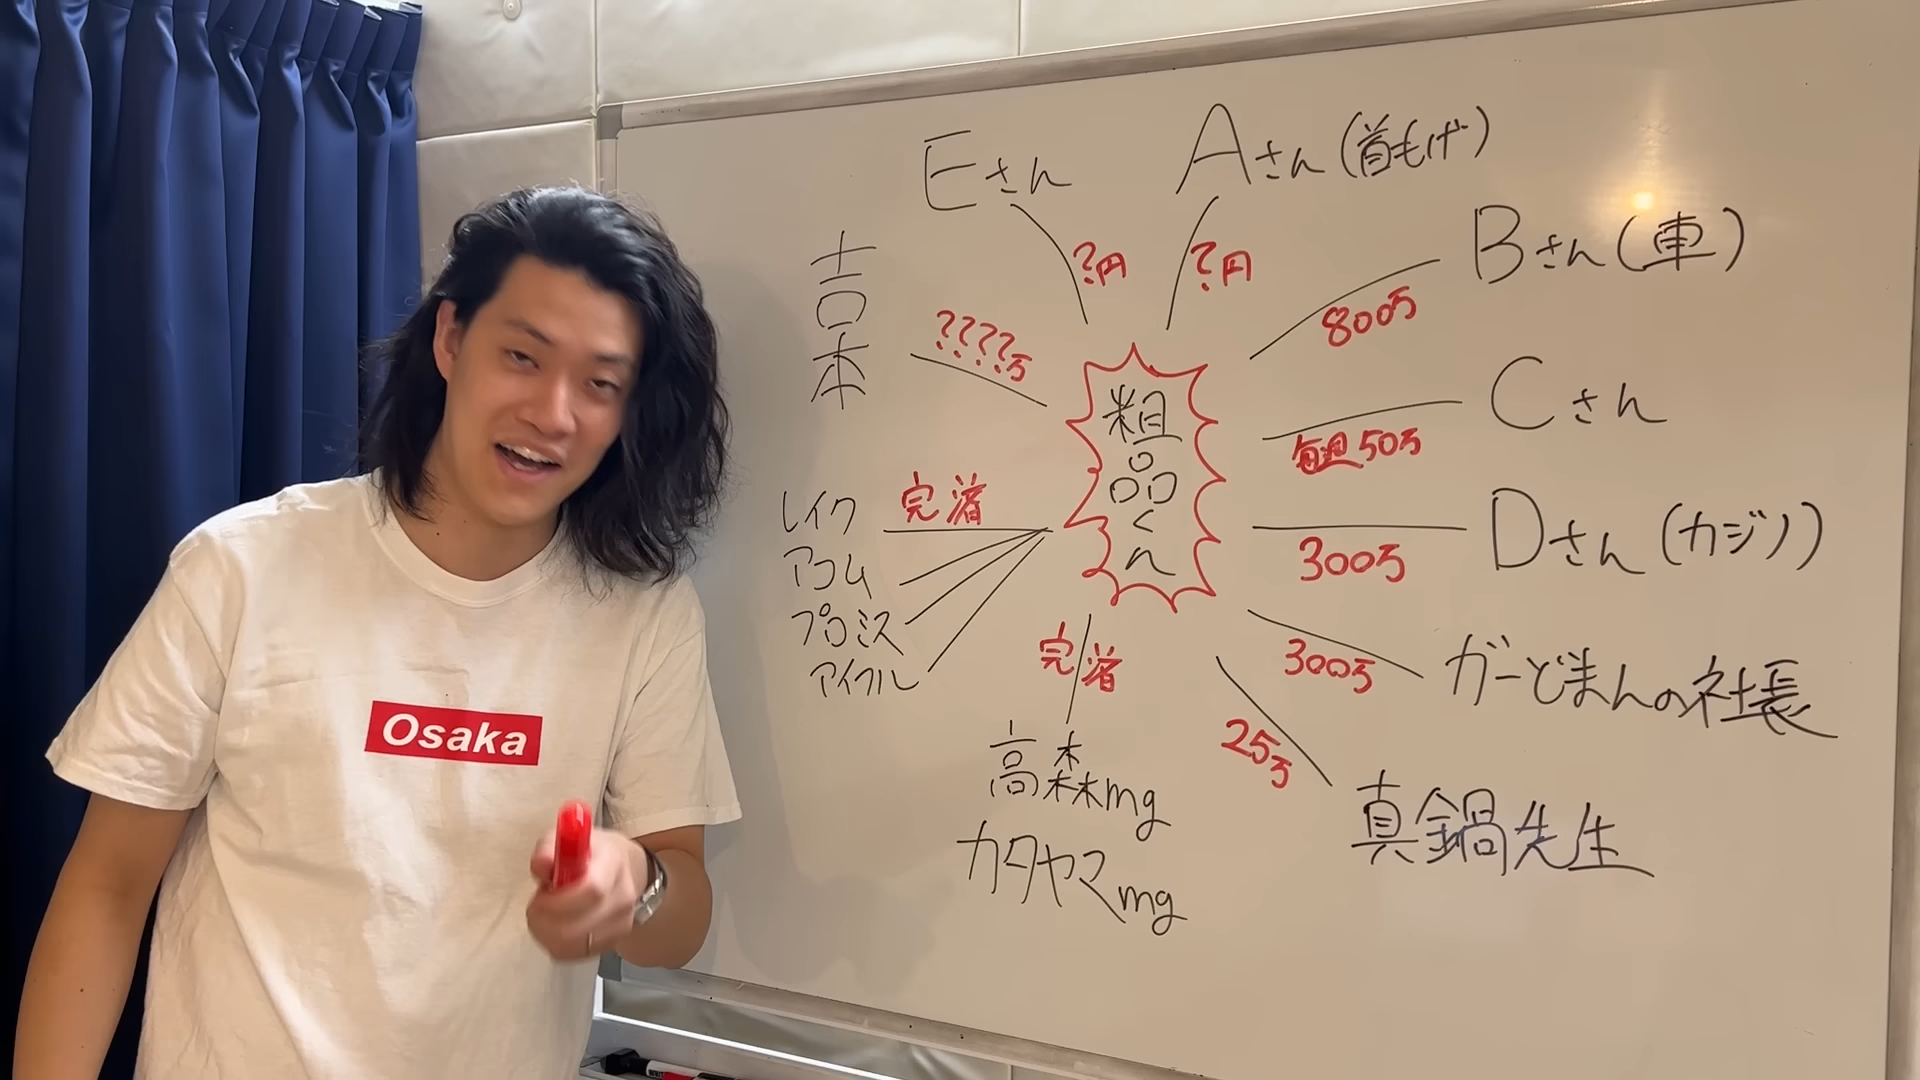 Eさん
?円
Aさん(首もげ)
?円
Bさん(車)
800万
Cさん
毎週50万
Dさん(カジノ)
300万
ガーどまんの社長
300万
真鍋先生
25万
高森mg
カタヤマmg
完済
レイク
アコム
プロミス
アイフル
完済
吉本
????万
粗品くん
Osaka